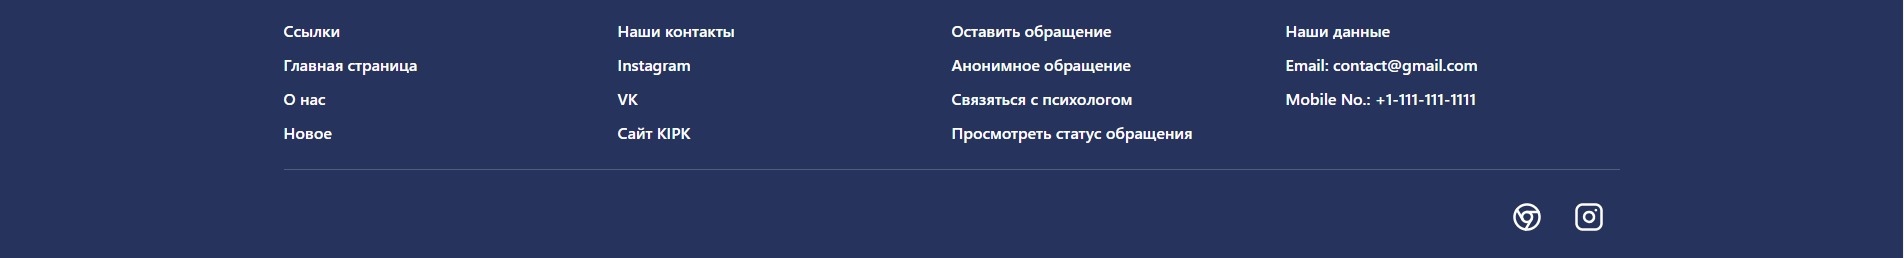 Ссылки
Главная страница
О нас
Новое
Наши контакты
Instagram
VK
Сайт KIPK
Оставить обращение
Анонимное обращение
Связяться с психологом
Просмотреть статус обращения
Наши данные
Email: contact@gmail.com
Mobile No.: +1-111-111-1111